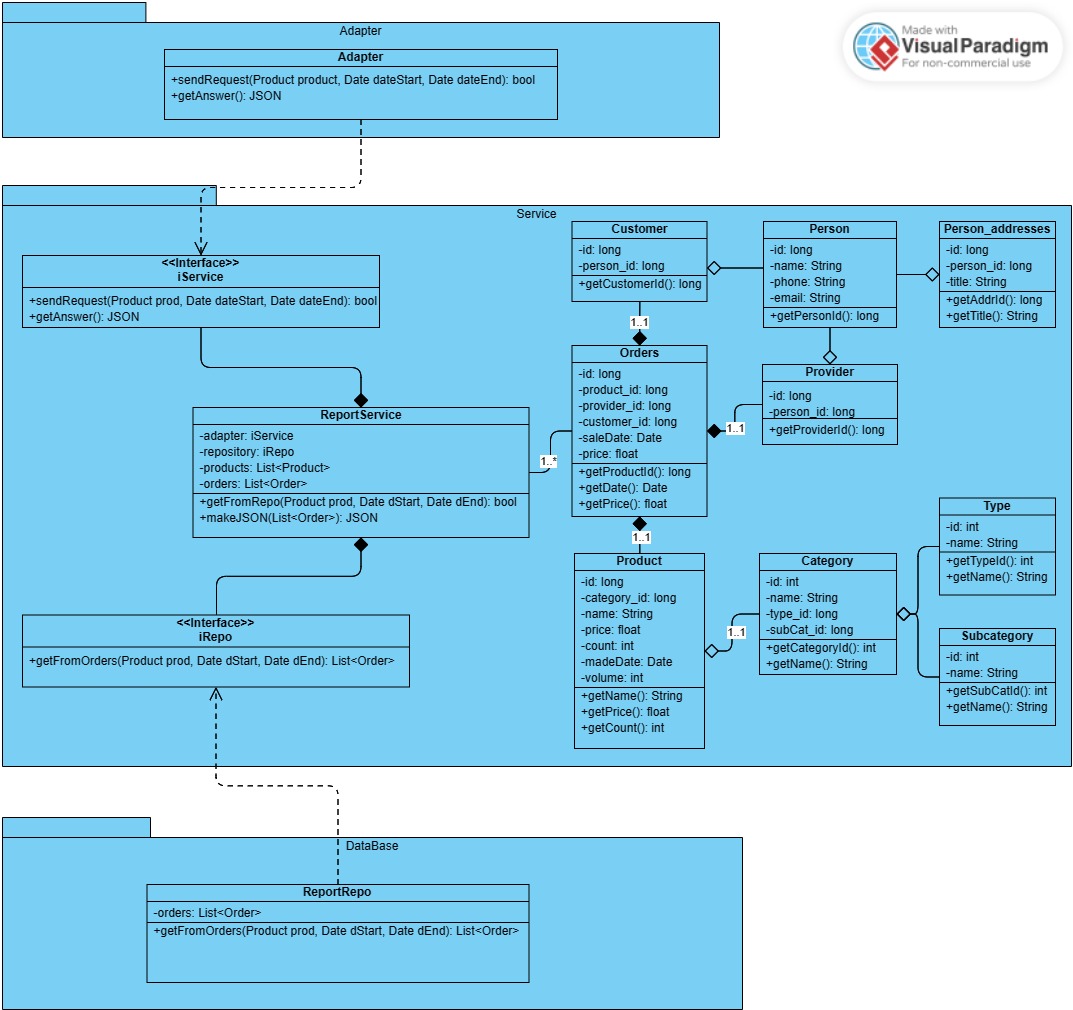 Adapter
Adapter
+sendRequest(Product product, Date dateStart, Date dateEnd): bool
+getAnswer(): JSON
Made with
Visual Paradigm
For non-commercial use
Service
<<Interface>>
iService
+sendRequest(Product prod, Date dateStart, Date dateEnd): bool
+getAnswer(): JSON
Customer
-id: long
-person_id: long
+getCustomerId(): long
Person
-id: long
-name: String
-phone: String
-email: String
+getPersonId(): long
Person_addresses
-id: long
-person_id: long
-title: String
+getAddrId(): long
+getTitle(): String
1..1
Orders
-id: long
-product_id: long
-provider_id: long
-customer_id: long
-saleDate: Date
-price: float
+getProductId(): long
+getDate(): Date
+getPrice(): float
Provider
-id: long
-person_id: long
+getProviderId(): long
1..1
ReportService
-adapter: iService
-repository: iRepo
-products: List<Product>
-orders: List<Order>
+getFromRepo(Product prod, Date dStart, Date dEnd): bool
+makeJSON(List<Order>): JSON
1..*
1..1
Product
-id: long
-category_id: long
-name: String
-price: float
-count: int
-madeDate: Date
-volume: int
+getName(): String
+getPrice(): float
+getCount(): int
1..1
Category
-id: int
-name: String
-type_id: long
-subCat_id: long
+getCategoryId(): int
+getName(): String
Type
-id: int
-name: String
+getTypeId(): int
+getName(): String
Subcategory
-id: int
-name: String
+getSubCatId(): int
+getName(): String
<<Interface>>
iRepo
+getFromOrders(Product prod, Date dStart, Date dEnd): List<Order>
DataBase
ReportRepo
-orders: List<Order>
+getFromOrders(Product prod, Date dStart, Date dEnd): List<Order>